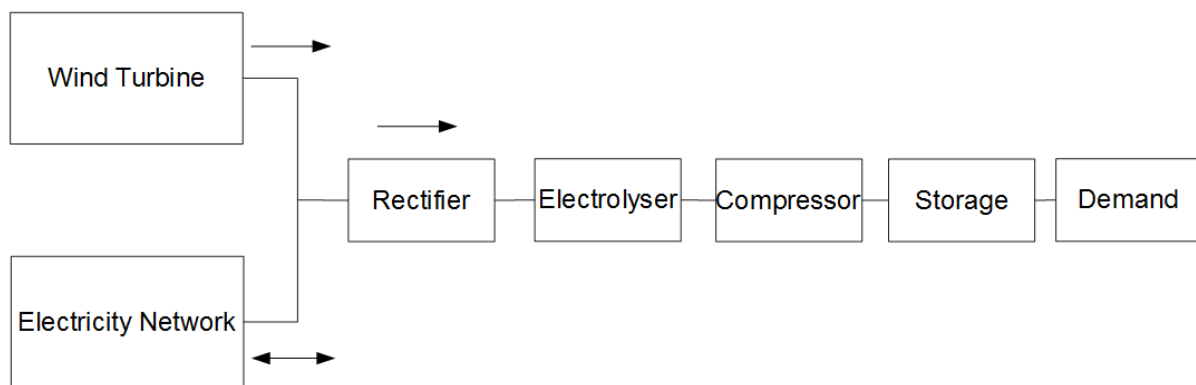 Wind Turbine
Rectifier
Electrolyser
Compressor
Storage
Demand
Electricity Network